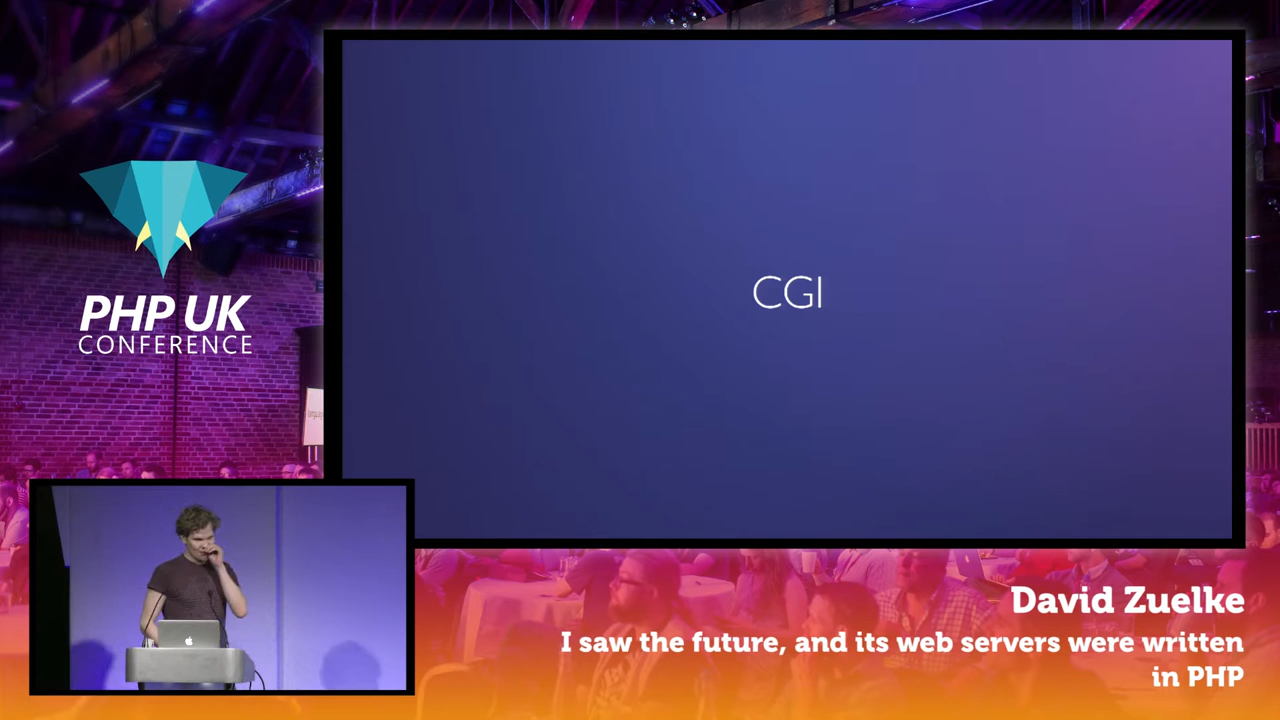 CGI
PHP UK
CONFERENCE
David Zuelke
I saw the future, and its web servers were written
in PHP